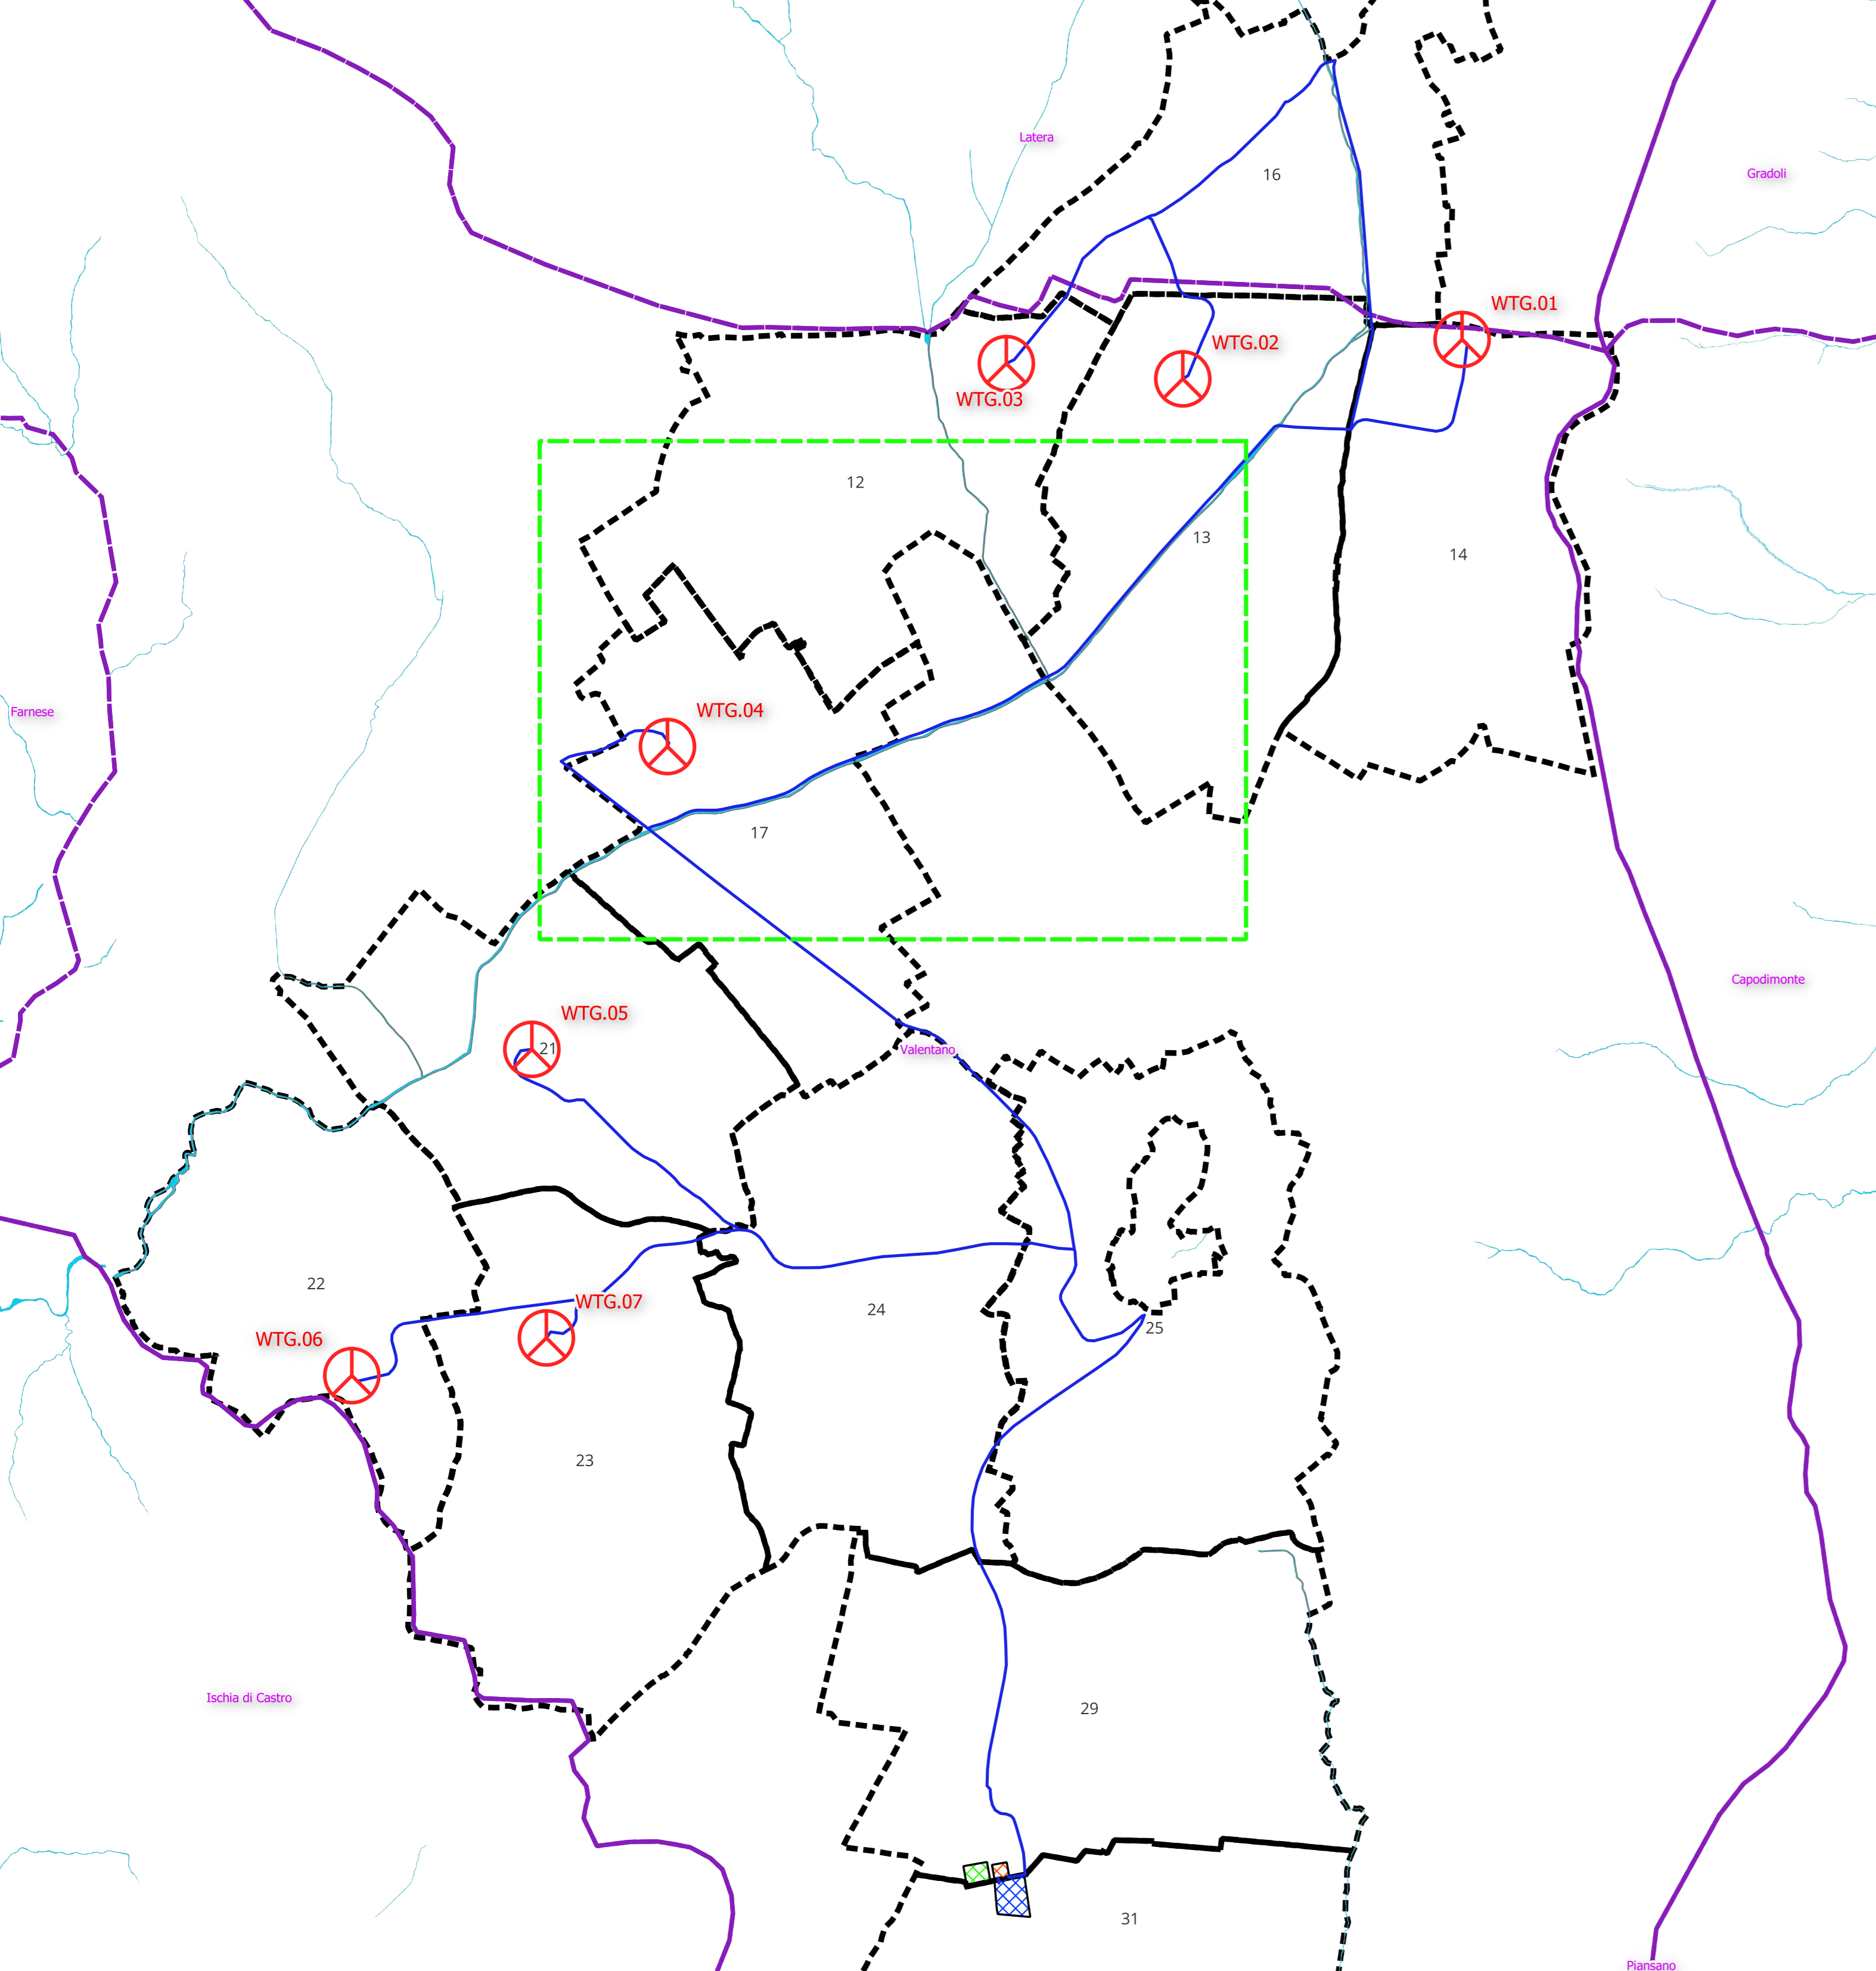 Latera
16
Gradoli
WTG.01
WTG.02
WTG.03
12
13
14
Farnese
WTG.04
17
Capodimonte
WTG.05
21
Valentano
22
WTG.07
24
25
WTG.06
23
Ischia di Castro
29
31
Piansano